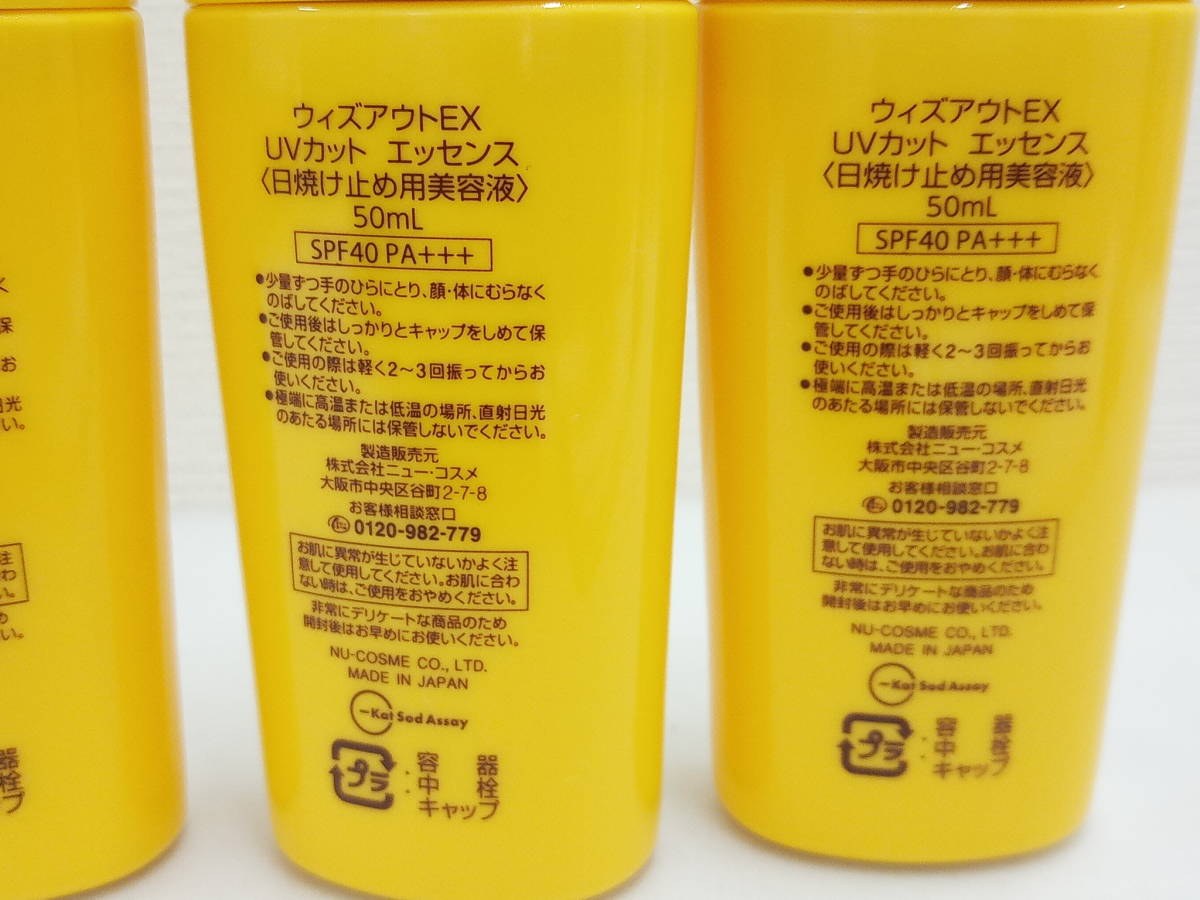 く
保
お
光
い。
注
わ
い。
め
い。
器
栓
プ
ウィズアウトEX
UVカット エッセンス
〈日焼け止め用美容液〉
50mL
SPF40 PA+++
●少量ずつ手のひらにとり、顔・体にむらなく
のばしてください。
●ご使用後はしっかりとキャップをしめて保
管してください。
●ご使用の際は軽く2〜3回振ってからお
使いください。
●極端に高温または低温の場所、直射日光
のあたる場所には保管しないでください。
製造販売元
株式会社ニュー・コスメ
大阪市中央区谷町2-7-8
お客様相談窓口
0120-982-779
お肌に異常が生じていないかよく注
意して使用してください。お肌に合わ
ない時は、ご使用をおやめください。
非常にデリケートな商品のため
開封後はお早めにお使いください。
NU-COSME CO., LTD.
MADE IN JAPAN
Kat Sod Assay
プラ : 容器
: 中栓
キャップ
ウィズアウトEX
UVカット エッセンス
〈日焼け止め用美容液〉
50mL
SPF40 PA+++
●少量ずつ手のひらにとり、顔・体にむらなく
のばしてください。
●ご使用後はしっかりとキャップをしめて保
管してください。
●ご使用の際は軽く2〜3回振ってからお
使いください。
●極端に高温または低温の場所、直射日光
のあたる場所には保管しないでください。
製造販売元
株式会社ニュー・コスメ
大阪市中央区谷町2-7-8
お客様相談窓口
0120-982-779
お肌に異常が生じていないかよく注
意して使用してください。お肌に合わ
ない時は、ご使用をおやめください。
非常にデリケートな商品のため
開封後はお早めにお使いください。
NU-COSME CO., LTD.
MADE IN JAPAN
Kat Sod Assay
プラ : 容器
: 中栓
キャップ